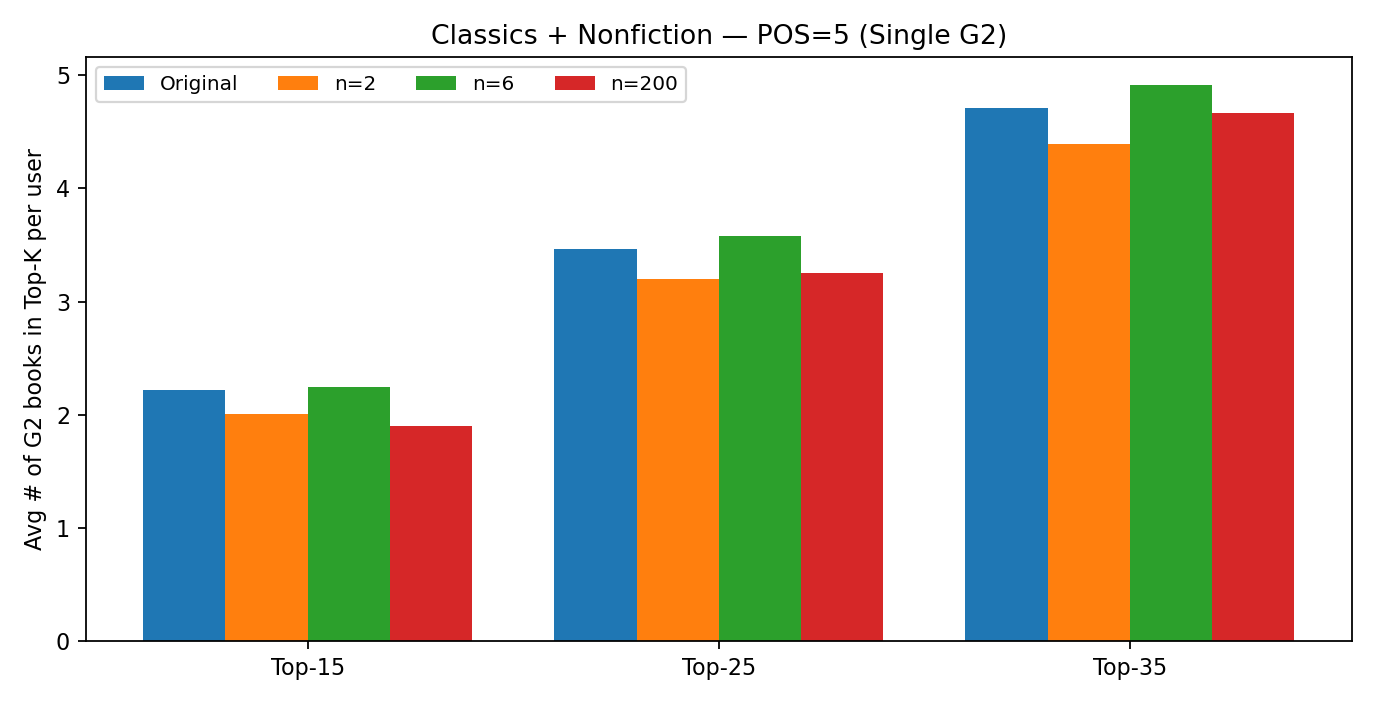 Classics + Nonfiction — POS=5 (Single G2)
Original n=2 n=6 n=200
Avg # of G2 books in Top-K per user
5
4
3
2
1
0
Top-15 Top-25 Top-35